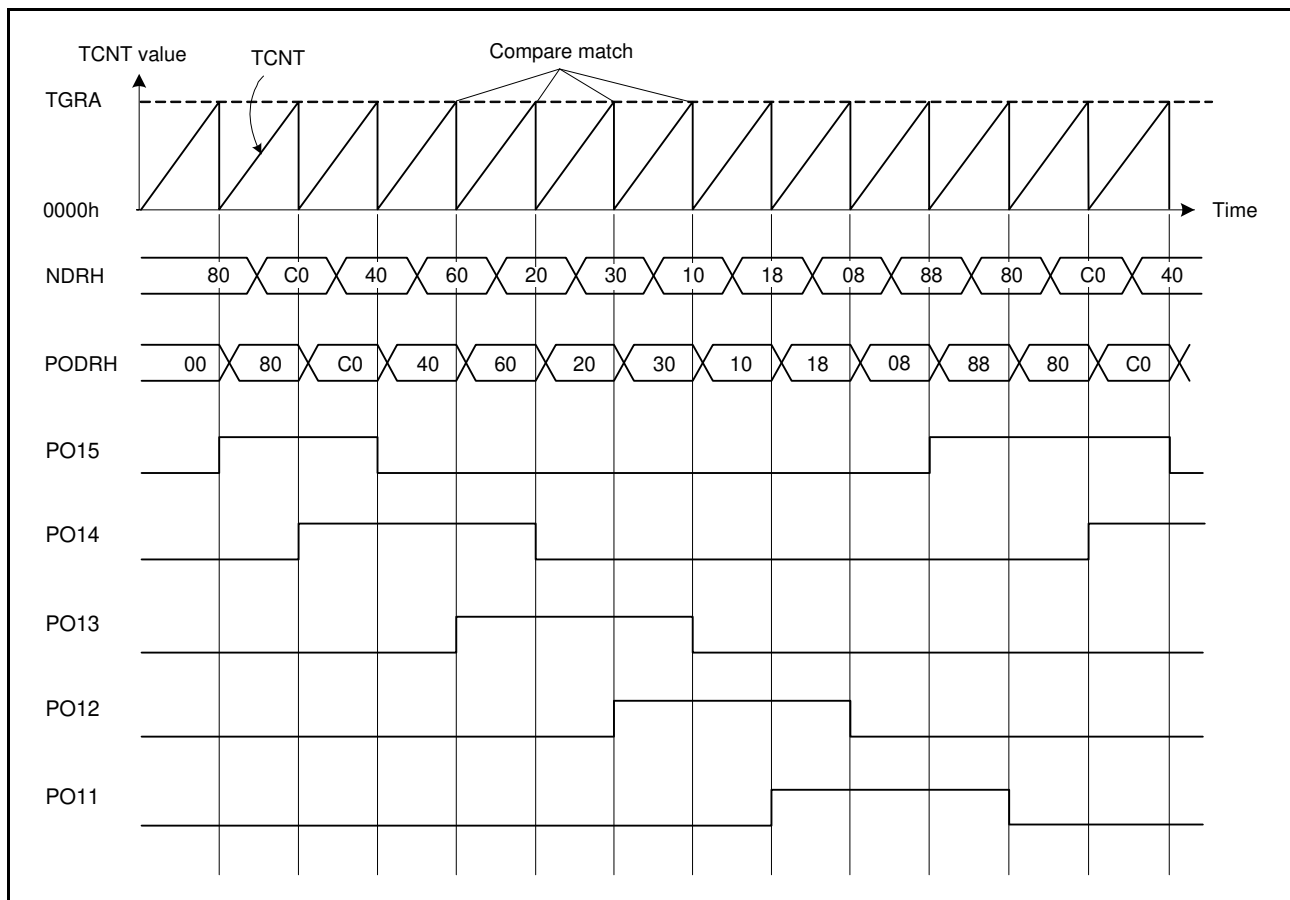 TCNT value
TCNT
Compare match
TGRA
0000h
Time
NDRH 80 C0 40 60 20 30 10 18 08 88 80 C0 40
PODRH 00 80 C0 40 60 20 30 10 18 08 88 80 C0
PO15
PO14
PO13
PO12
PO11